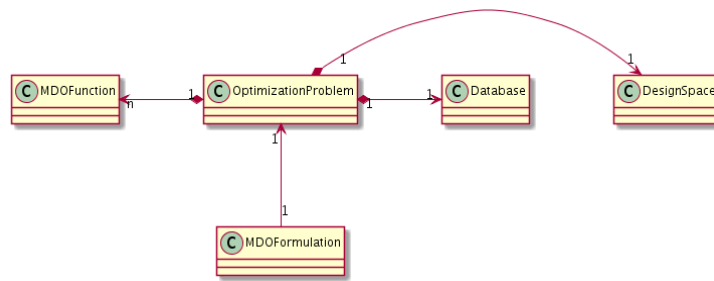 1
1
C MDOFunction
n
1
C OptimizationProblem
1
1
C Database
C DesignSpace
1
1
C MDOFormulation